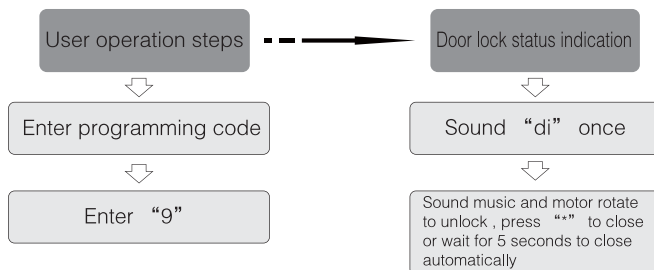 User operation steps
Door lock status indication
Enter programming code
Sound “di” once
Enter “9”
Sound music and motor rotate
to unlock , press “*” to close
or wait for 5 seconds to close
automatically